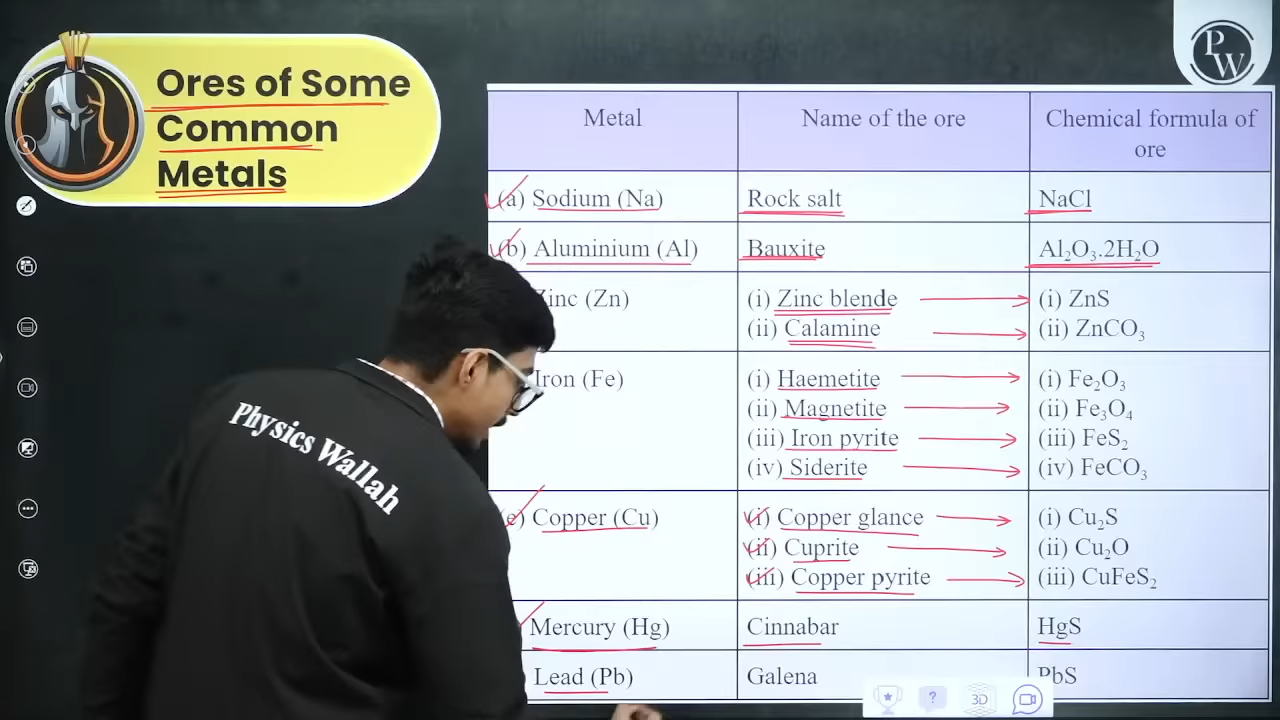 Ores of Some
Common
Metals
PW
Metal Name of the ore Chemical formula of
ore
(a) Sodium (Na) Rock salt NaCl
(b) Aluminium (Al) Bauxite Al₂O₃.2H₂O
Zinc (Zn) (i) Zinc blende (i) ZnS
(ii) Calamine (ii) ZnCO₃
Iron (Fe) (i) Haemetite (i) Fe₂O₃
(ii) Magnetite (ii) Fe₃O₄
(iii) Iron pyrite (iii) FeS₂
(iv) Siderite (iv) FeCO₃
(e) Copper (Cu) (i) Copper glance (i) Cu₂S
(ii) Cuprite (ii) Cu₂O
(iii) Copper pyrite (iii) CuFeS₂
Mercury (Hg) Cinnabar HgS
Lead (Pb) Galena PbS
Physics Wallah
? 3D